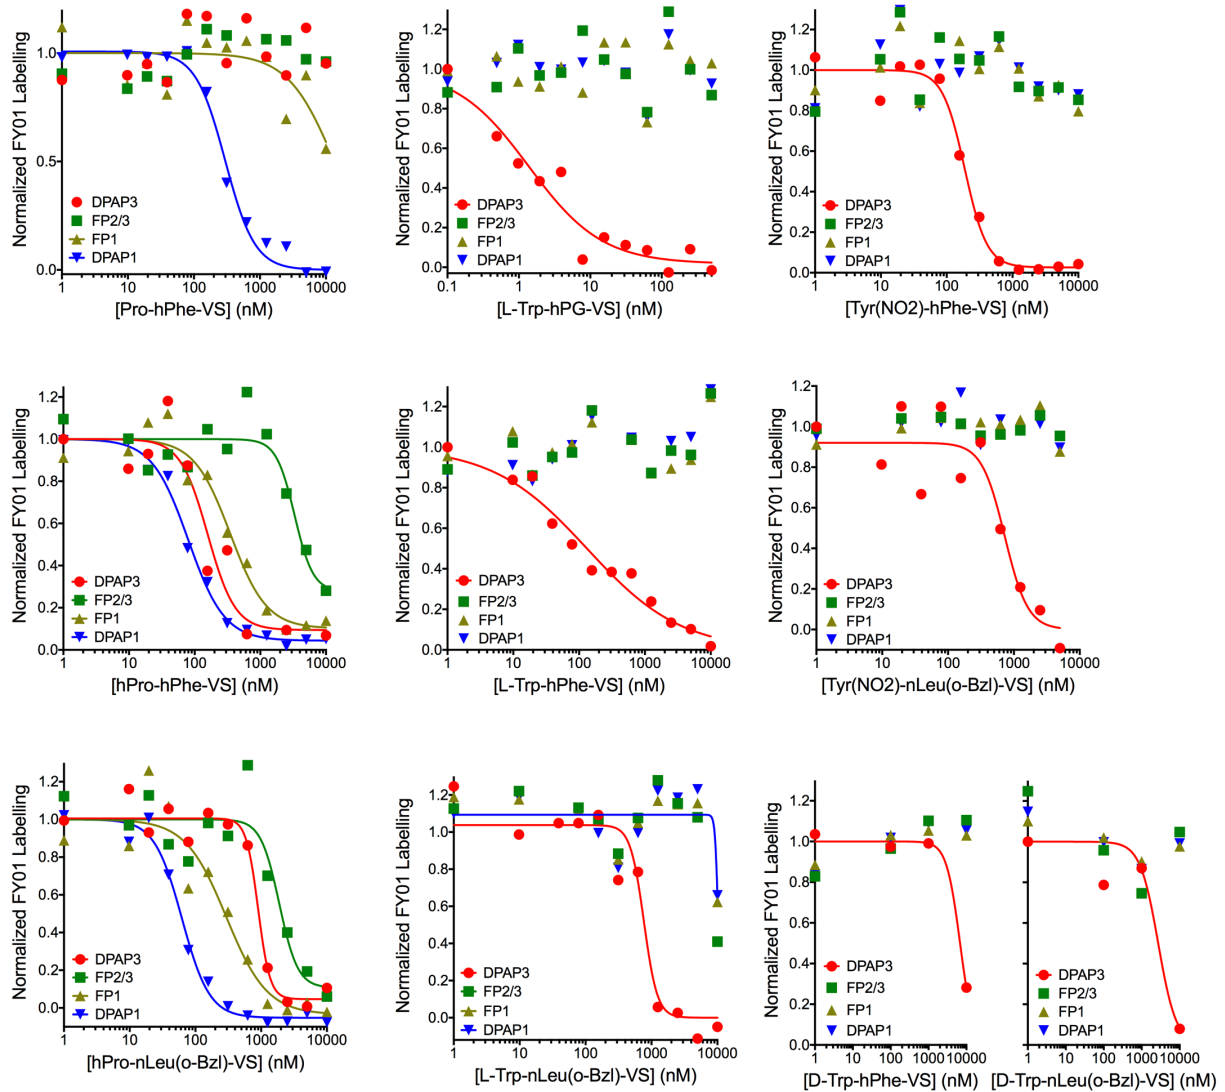 Normalized FY01 Labelling
1.0
0.5
0.0
DPAP3
FP2/3
FP1
DPAP1
1 10 100 1000 10000
[Pro-hPhe-VS] (nM)
Normalized FY01 Labelling
1.2
1.0
0.8
0.6
0.4
0.2
0.0
DPAP3
FP2/3
FP1
DPAP1
0.1 1 10 100
[L-Trp-hPG-VS] (nM)
Normalized FY01 Labelling
1.2
1.0
0.8
0.6
0.4
0.2
0.0
DPAP3
FP2/3
FP1
DPAP1
1 10 100 1000 10000
[Tyr(NO2)-hPhe-VS] (nM)
Normalized FY01 Labelling
1.2
1.0
0.8
0.6
0.4
0.2
0.0
DPAP3
FP2/3
FP1
DPAP1
1 10 100 1000 10000
[hPro-hPhe-VS] (nM)
Normalized FY01 Labelling
1.2
1.0
0.8
0.6
0.4
0.2
0.0
DPAP3
FP2/3
FP1
DPAP1
1 10 100 1000 10000
[L-Trp-hPhe-VS] (nM)
Normalized FY01 Labelling
1.2
1.0
0.8
0.6
0.4
0.2
0.0
DPAP3
FP2/3
FP1
DPAP1
1 10 100 1000 10000
[Tyr(NO2)-nLeu(o-Bzl)-VS] (nM)
Normalized FY01 Labelling
1.2
1.0
0.8
0.6
0.4
0.2
0.0
DPAP3
FP2/3
FP1
DPAP1
1 10 100 1000 10000
[hPro-nLeu(o-Bzl)-VS] (nM)
Normalized FY01 Labelling
1.2
1.0
0.8
0.6
0.4
0.2
0.0
DPAP3
FP2/3
FP1
DPAP1
1 10 100 1000 10000
[L-Trp-nLeu(o-Bzl)-VS] (nM)
Normalized FY01 Labelling
1.2
1.0
0.8
0.6
0.4
0.2
0.0
DPAP3
FP2/3
FP1
DPAP1
1 10 100 1000 10000
[D-Trp-hPhe-VS] (nM)
DPAP3
FP2/3
FP1
DPAP1
1 10 100 1000 10000
[D-Trp-nLeu(o-Bzl)-VS] (nM)